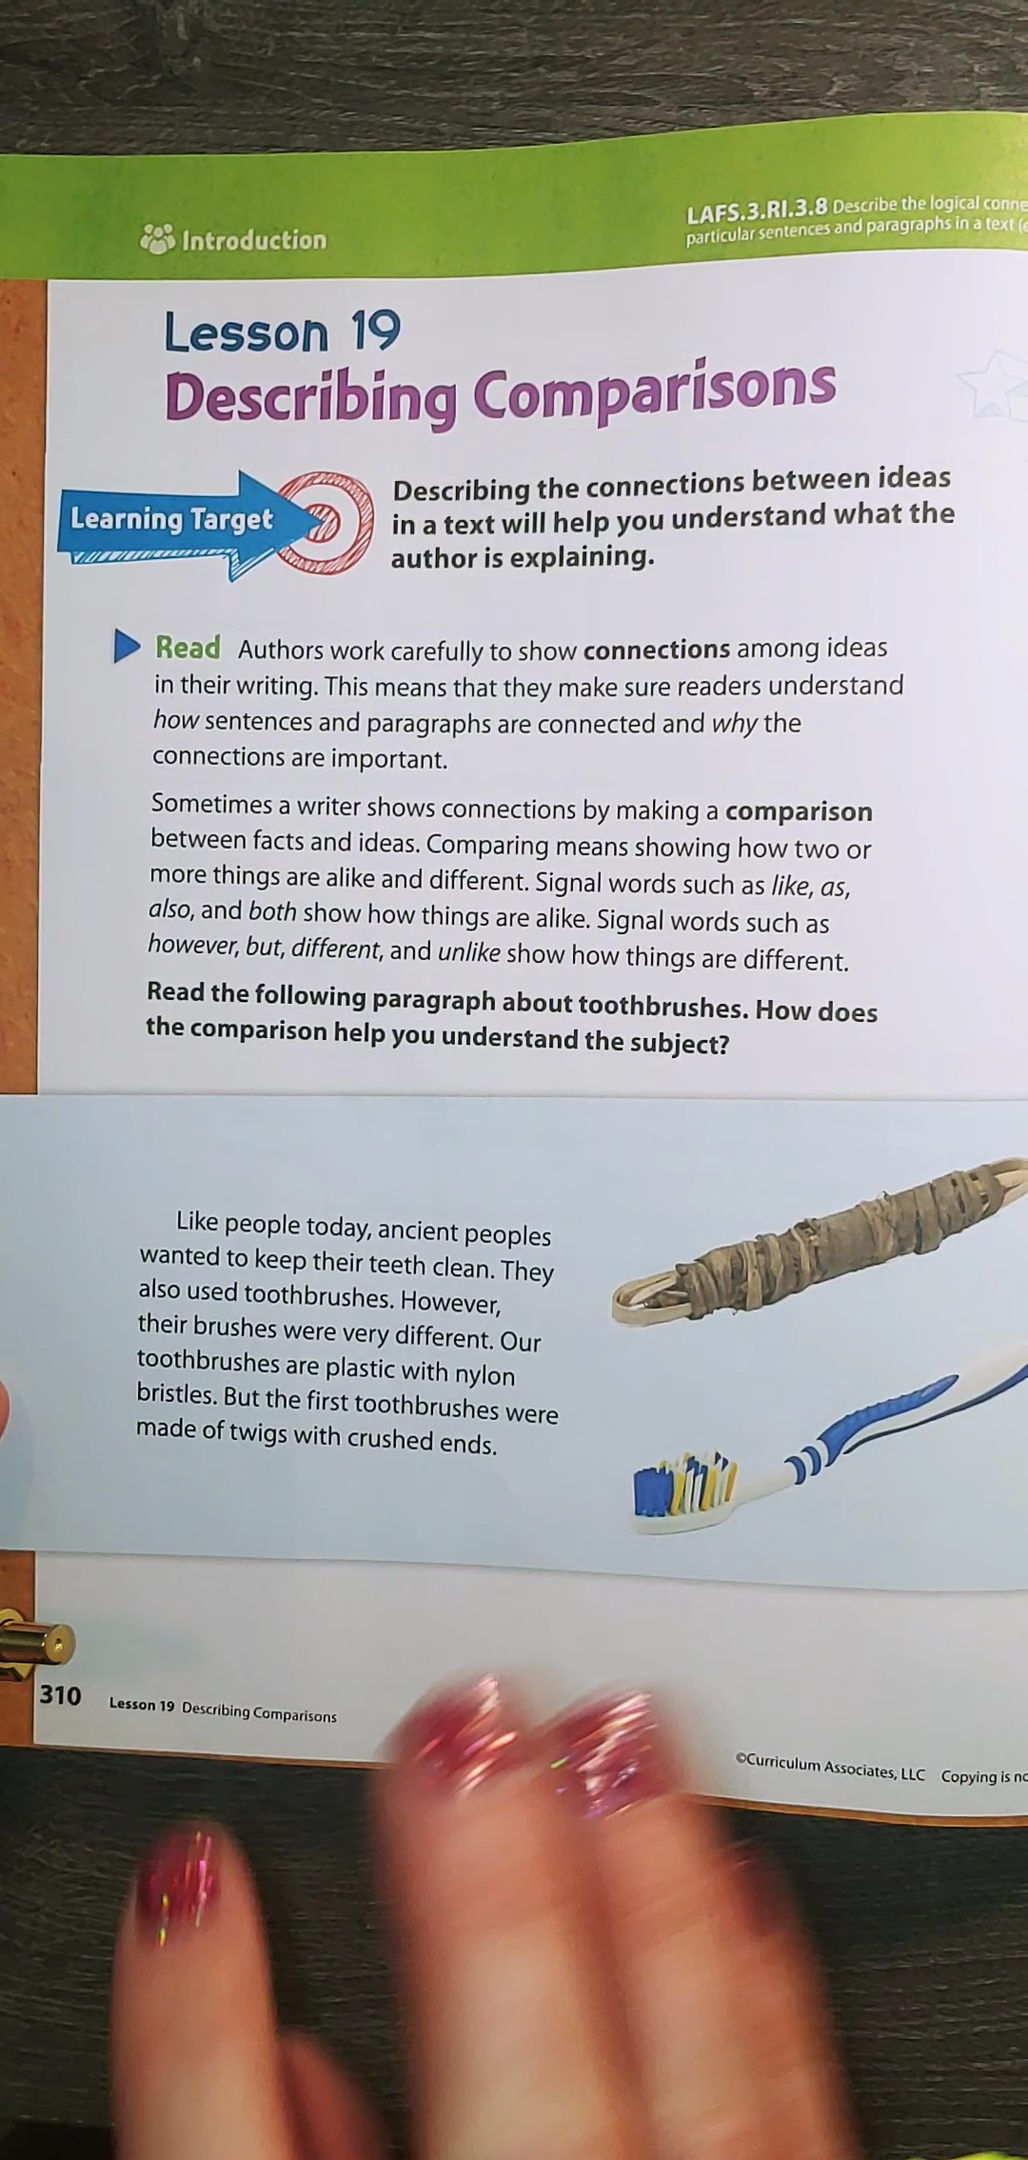 Introduction
LAFS.3.RI.3.8 Describe the logical
particular sentences and paragraphs in a text
Lesson 19
Describing Comparisons
Learning Target
Describing the connections between ideas
in a text will help you understand what the
author is explaining.
Read Authors work carefully to show connections among ideas
in their writing. This means that they make sure readers understand
how sentences and paragraphs are connected and why the
connections are important.
Sometimes a writer shows connections by making a comparison
between facts and ideas. Comparing means showing how two or
more things are alike and different. Signal words such as like, as,
also, and both show how things are alike. Signal words such as
however, but, different, and unlike show how things are different.
Read the following paragraph about toothbrushes. How does
the comparison help you understand the subject?
Like people today, ancient peoples
wanted to keep their teeth clean. They
also used toothbrushes. However,
their brushes were very different. Our
toothbrushes are plastic with nylon
bristles. But the first toothbrushes were
made of twigs with crushed ends.
310 Lesson 19 Describing Comparisons
©Curriculum Associates, LLC Copying is